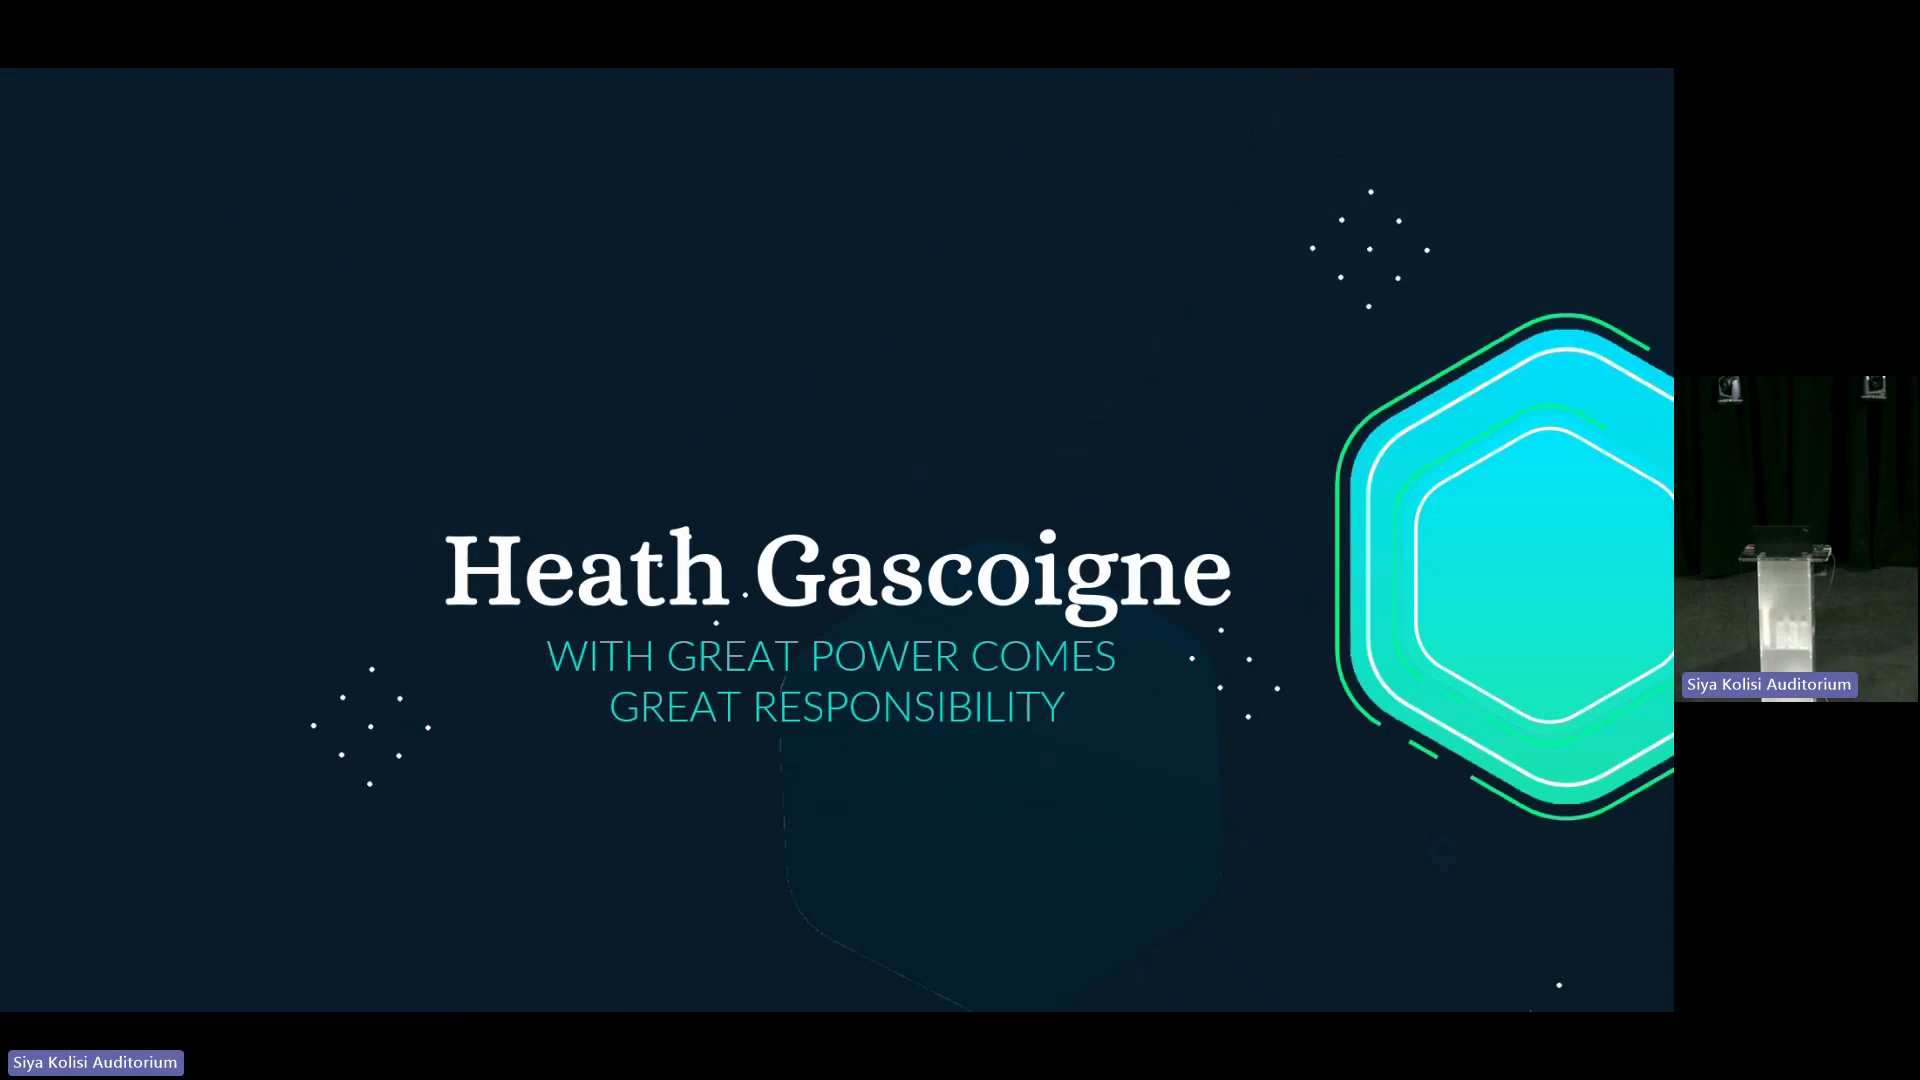 Heath Gascoigne
WITH GREAT POWER COMES
GREAT RESPONSIBILITY
Siya Kolisi Auditorium
Siya Kolisi Auditorium